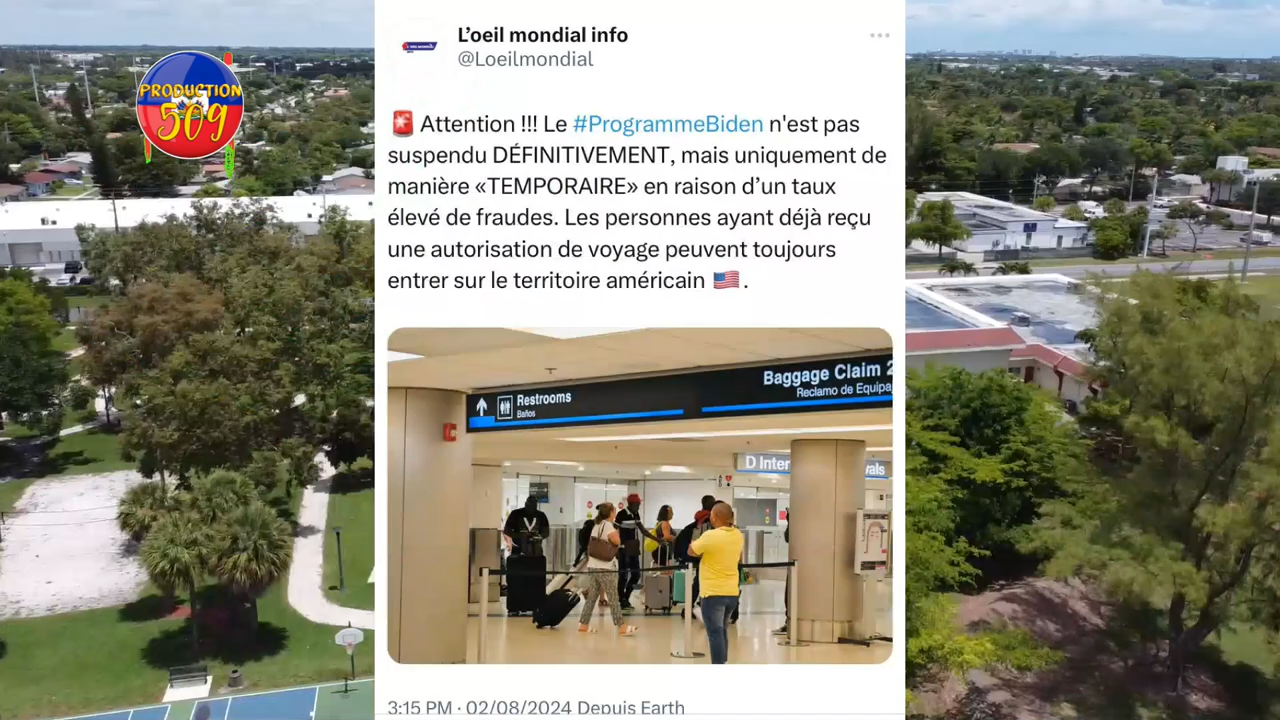 PRODUCTION
509
L'oeil mondial info
@Loeilmondial
🚨 Attention !!! Le #ProgrammeBiden n'est pas
suspendu DÉFINITIVEMENT, mais uniquement de
manière «TEMPORAIRE» en raison d'un taux
élevé de fraudes. Les personnes ayant déjà reçu
une autorisation de voyage peuvent toujours
entrer sur le territoire américain 🇺🇸.
Baggage Claim 2
Reclamo de Equipa
Restrooms
Baños
D Inter
vals
3:15 PM · 02/08/2024 Depuis Earth